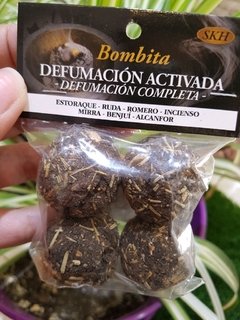 SKH
Bombita
DEFUMACIÓN ACTIVADA
- DEFUMACIÓN COMPLETA -
ESTORAQUE - RUDA - ROMERO - INCIENSO
MIRRA - BENJUÍ - ALCANFOR